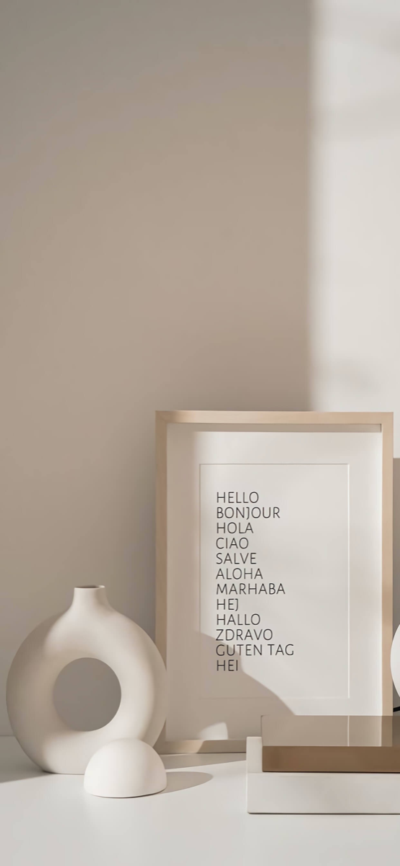 HELLO
BONJOUR
HOLA
CIAO
SALVE
ALOHA
MARHABA
HEJ
HALLO
ZDRAVO
GUTEN TAG
HEI